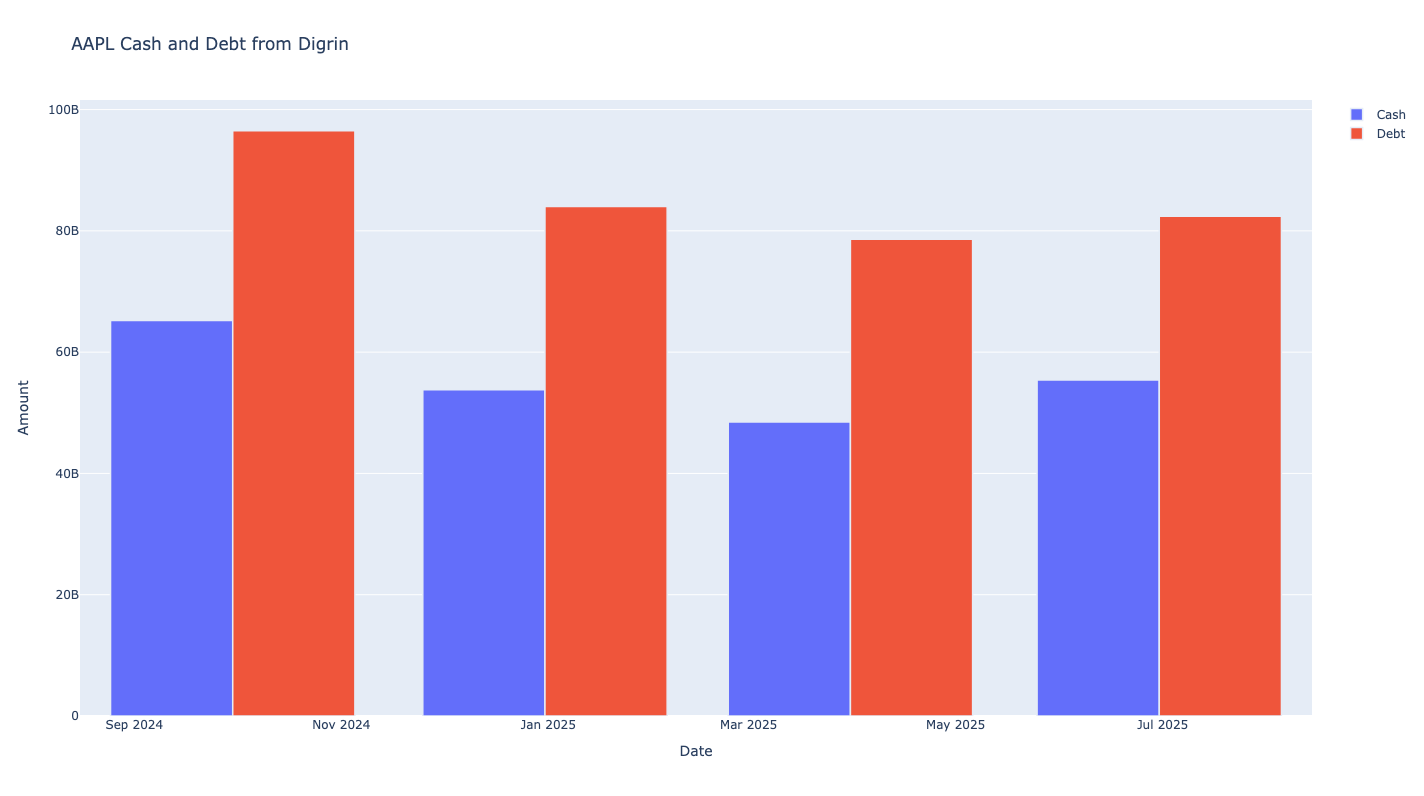 AAPL Cash and Debt from Digrin
100B
80B
60B
40B
20B
0
Amount
Sep 2024
Nov 2024
Jan 2025
Mar 2025
May 2025
Jul 2025
Date
Cash
Debt